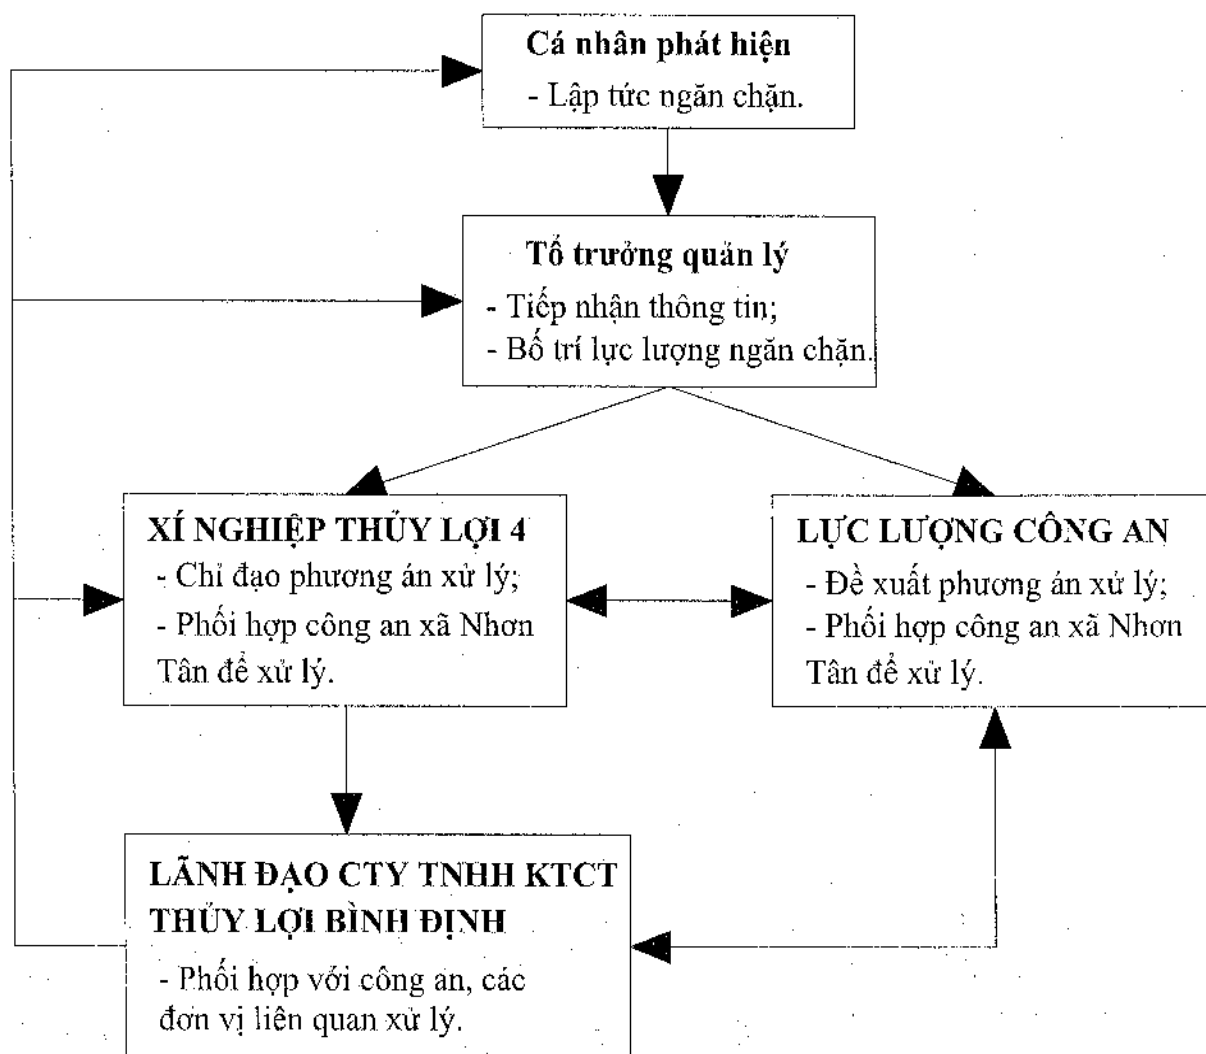 Cá nhân phát hiện
- Lập tức ngăn chặn.
Tổ trưởng quản lý
- Tiếp nhận thông tin;
- Bố trí lực lượng ngăn chặn.
XÍ NGHIỆP THỦY LỢI 4
- Chỉ đạo phương án xử lý;
- Phối hợp công an xã Nhơn
Tân để xử lý.
LỰC LƯỢNG CÔNG AN
- Đề xuất phương án xử lý;
- Phối hợp công an xã Nhơn
Tân để xử lý.
LÃNH ĐẠO CTY TNHH KTCT
THỦY LỢI BÌNH ĐỊNH
- Phối hợp với công an, các
đơn vị liên quan xử lý.